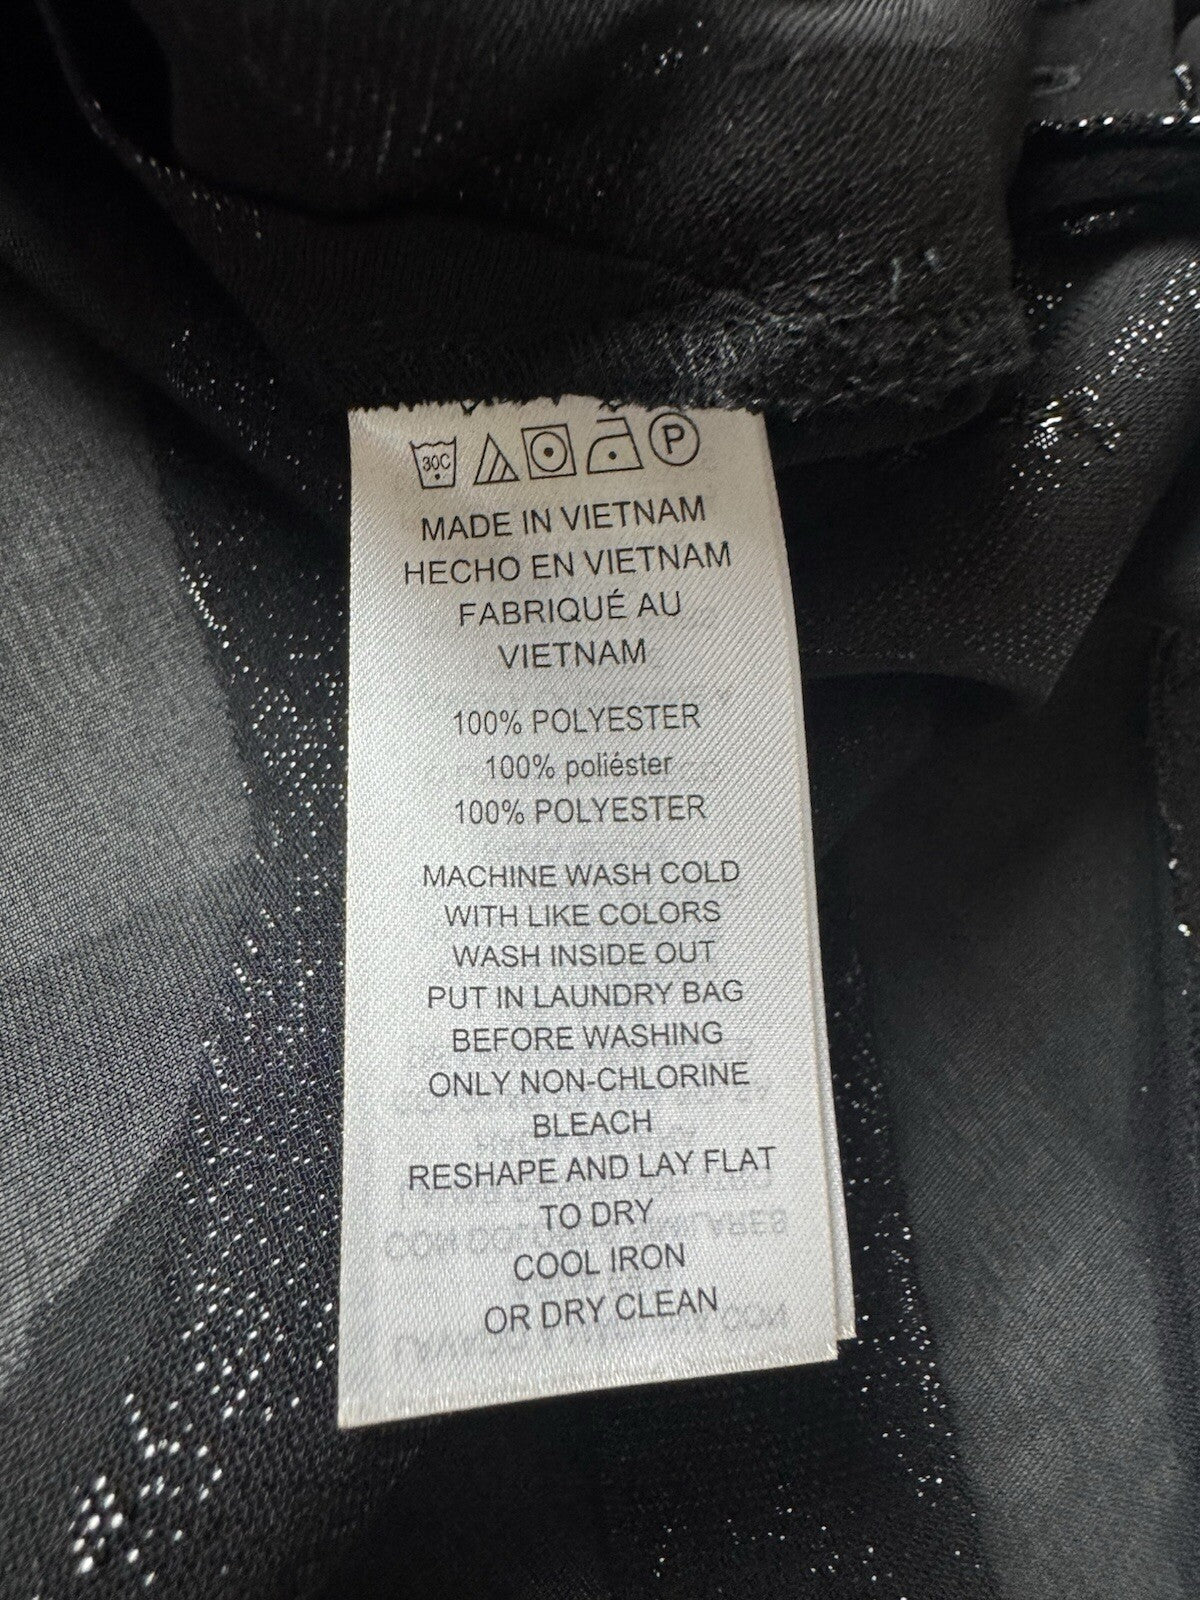 30C P
MADE IN VIETNAM
HECHO EN VIETNAM
FABRIQUÉ AU
VIETNAM
100% POLYESTER
100% poliéster
100% POLYESTER
MACHINE WASH COLD
WITH LIKE COLORS
WASH INSIDE OUT
PUT IN LAUNDRY BAG
BEFORE WASHING
ONLY NON-CHLORINE
BLEACH
RESHAPE AND LAY FLAT
TO DRY
COOL IRON
OR DRY CLEAN